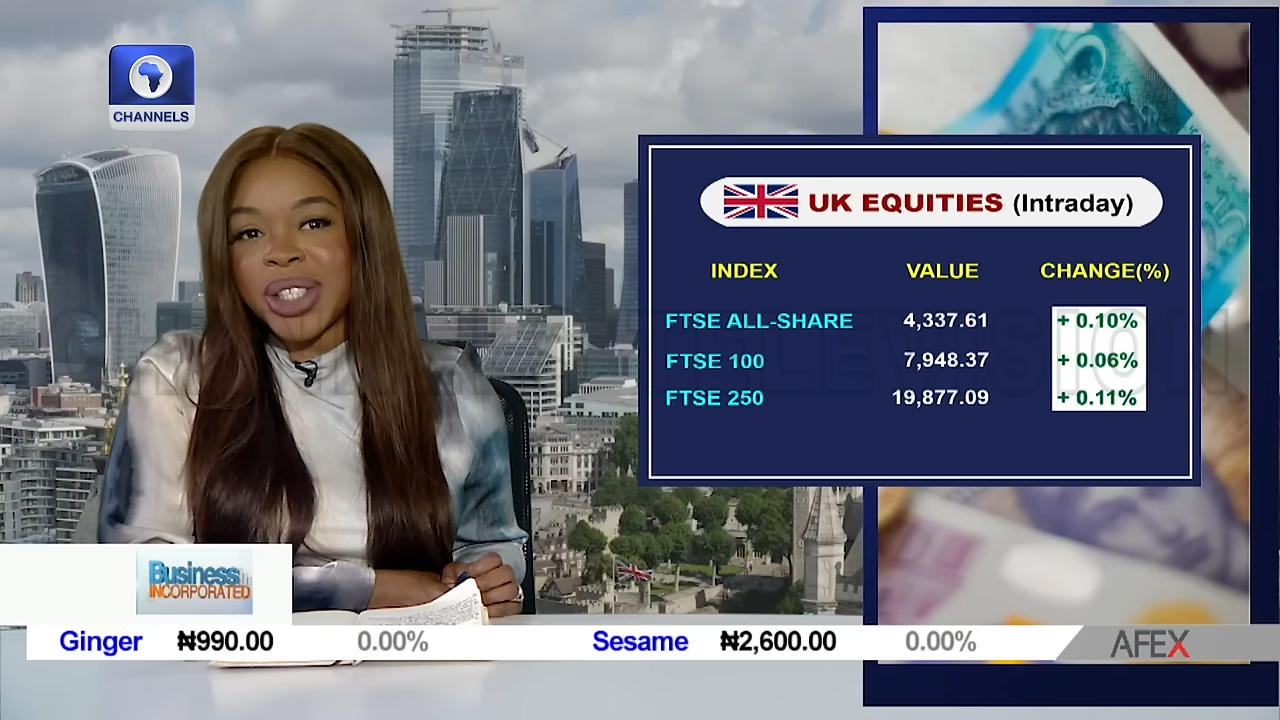 CHANNELS
UK EQUITIES (Intraday)
INDEX VALUE CHANGE(%)
FTSE ALL-SHARE 4,337.61 + 0.10%
FTSE 100 7,948.37 + 0.06%
FTSE 250 19,877.09 + 0.11%
Business
INCORPORATED
Ginger ₦990.00 0.00% Sesame ₦2,600.00 0.00% AFEX